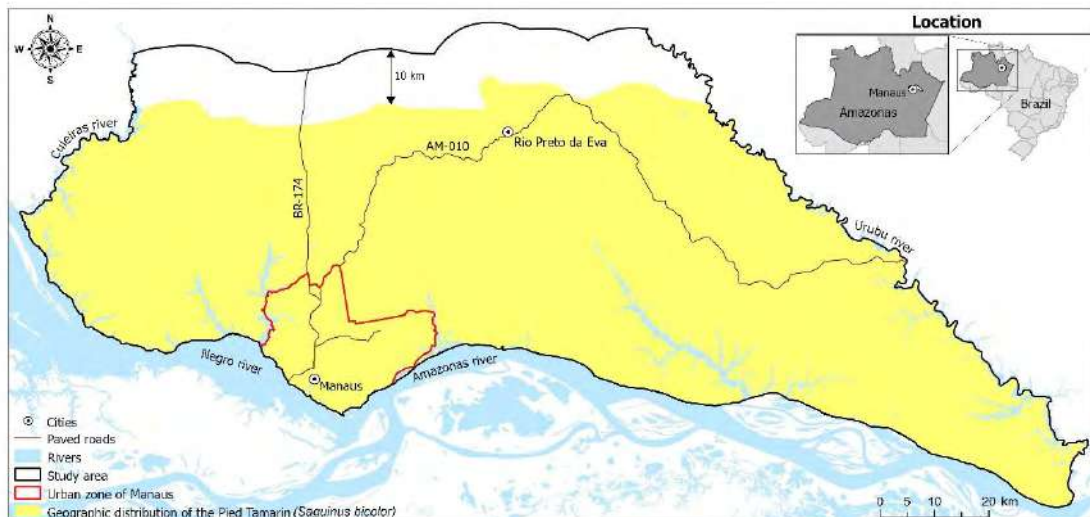 Location
N
W E
S
10 km
Manaus
Amazonas
Brazil
Cuieiras river
AM-010
Rio Preto da Eva
BR-174
Urubu river
Negro river
Amazonas river
Manaus
Cities
Paved roads
Rivers
Study area
Urban zone of Manaus
Geographic distribution of the Pied Tamarin (Saguinus bicolor)
0 5 10 20 km